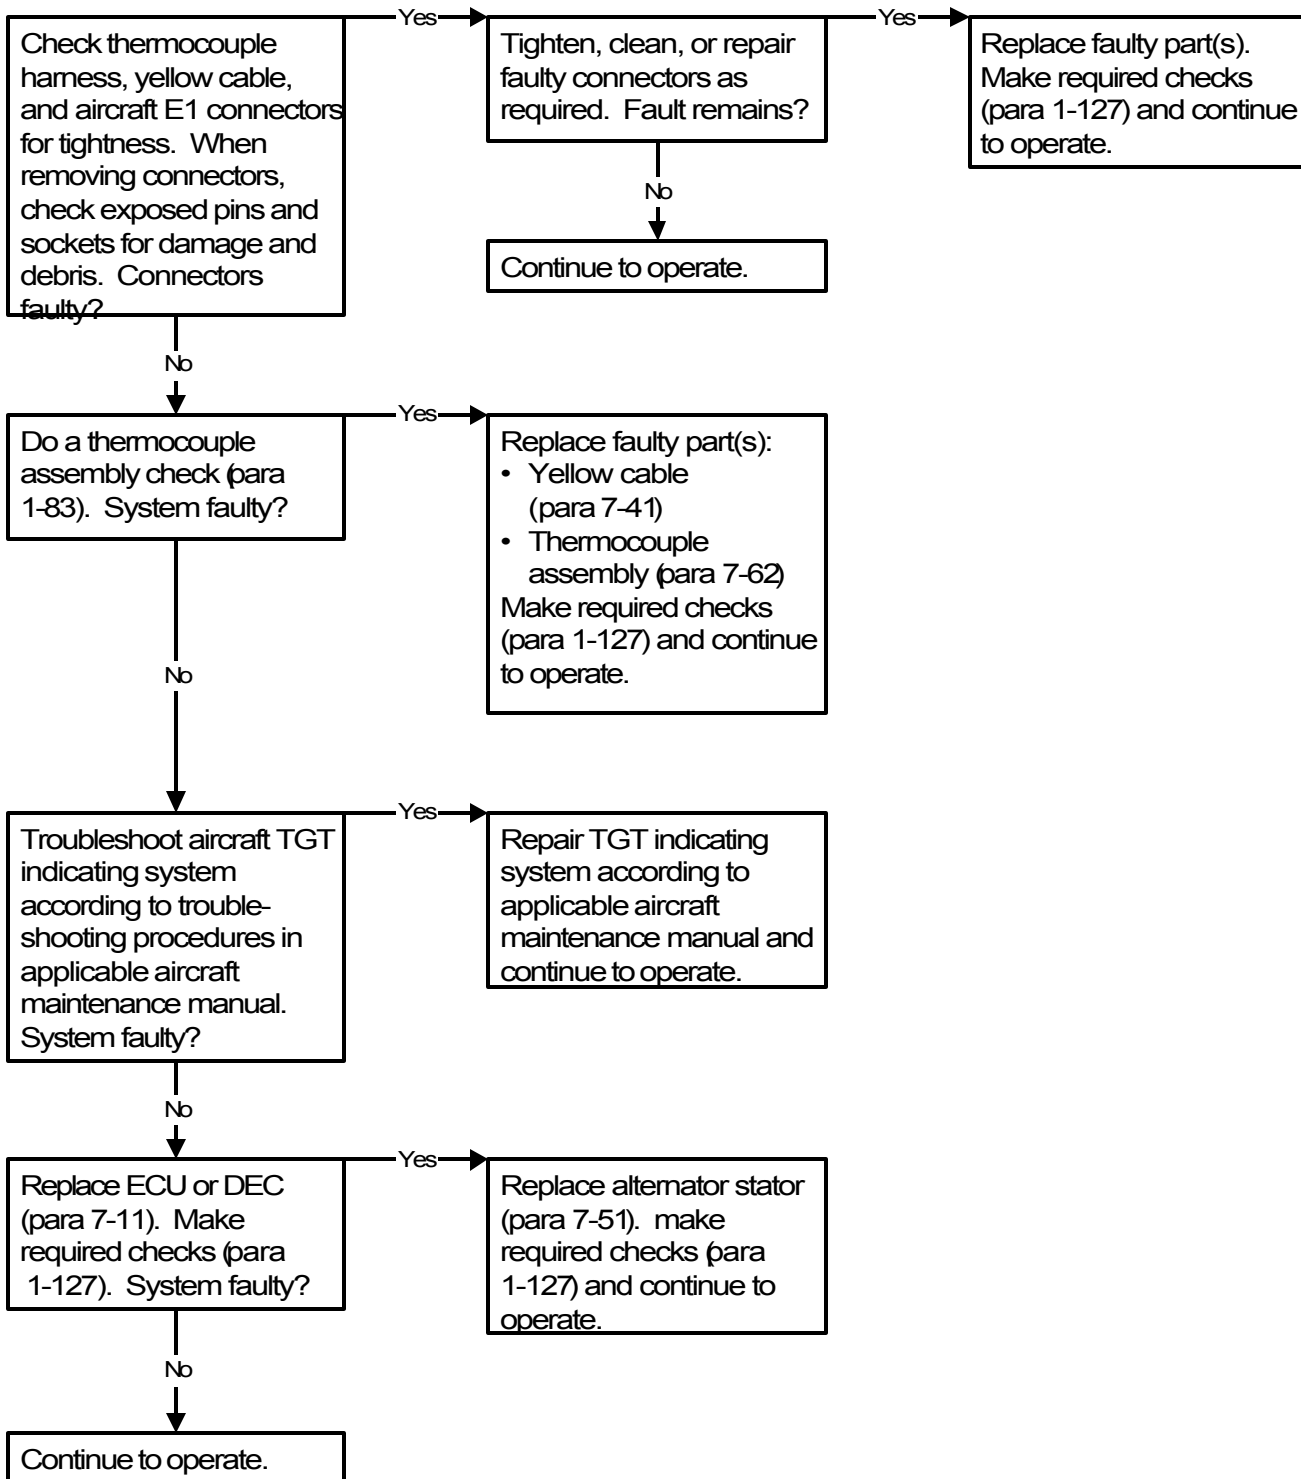 Yes
Yes
Check thermocouple
harness, yellow cable,
and aircraft E1 connectors
for tightness.  When
removing connectors,
check exposed pins and
sockets for damage and
debris.  Connectors
faulty?
Tighten, clean, or repair
faulty connectors as
required.  Fault remains?
Replace faulty part(s).
Make required checks
(para 1-127) and continue
to operate.
No
Continue to operate.
No
Yes
Do a thermocouple
assembly check (para
1-83).  System faulty?
Replace faulty part(s):
• Yellow cable
(para 7-41)
• Thermocouple
assembly (para 7-62)
Make required checks
(para 1-127) and continue
to operate.
No
Yes
Troubleshoot aircraft TGT
indicating system
according to trouble-
shooting procedures in
applicable aircraft
maintenance manual.
System faulty?
Repair TGT indicating
system according to
applicable aircraft
maintenance manual and
continue to operate.
No
Yes
Replace ECU or DEC
(para 7-11).  Make
required checks (para
1-127).  System faulty?
Replace alternator stator
(para 7-51).  make
required checks (para
1-127) and continue to
operate.
No
Continue to operate.